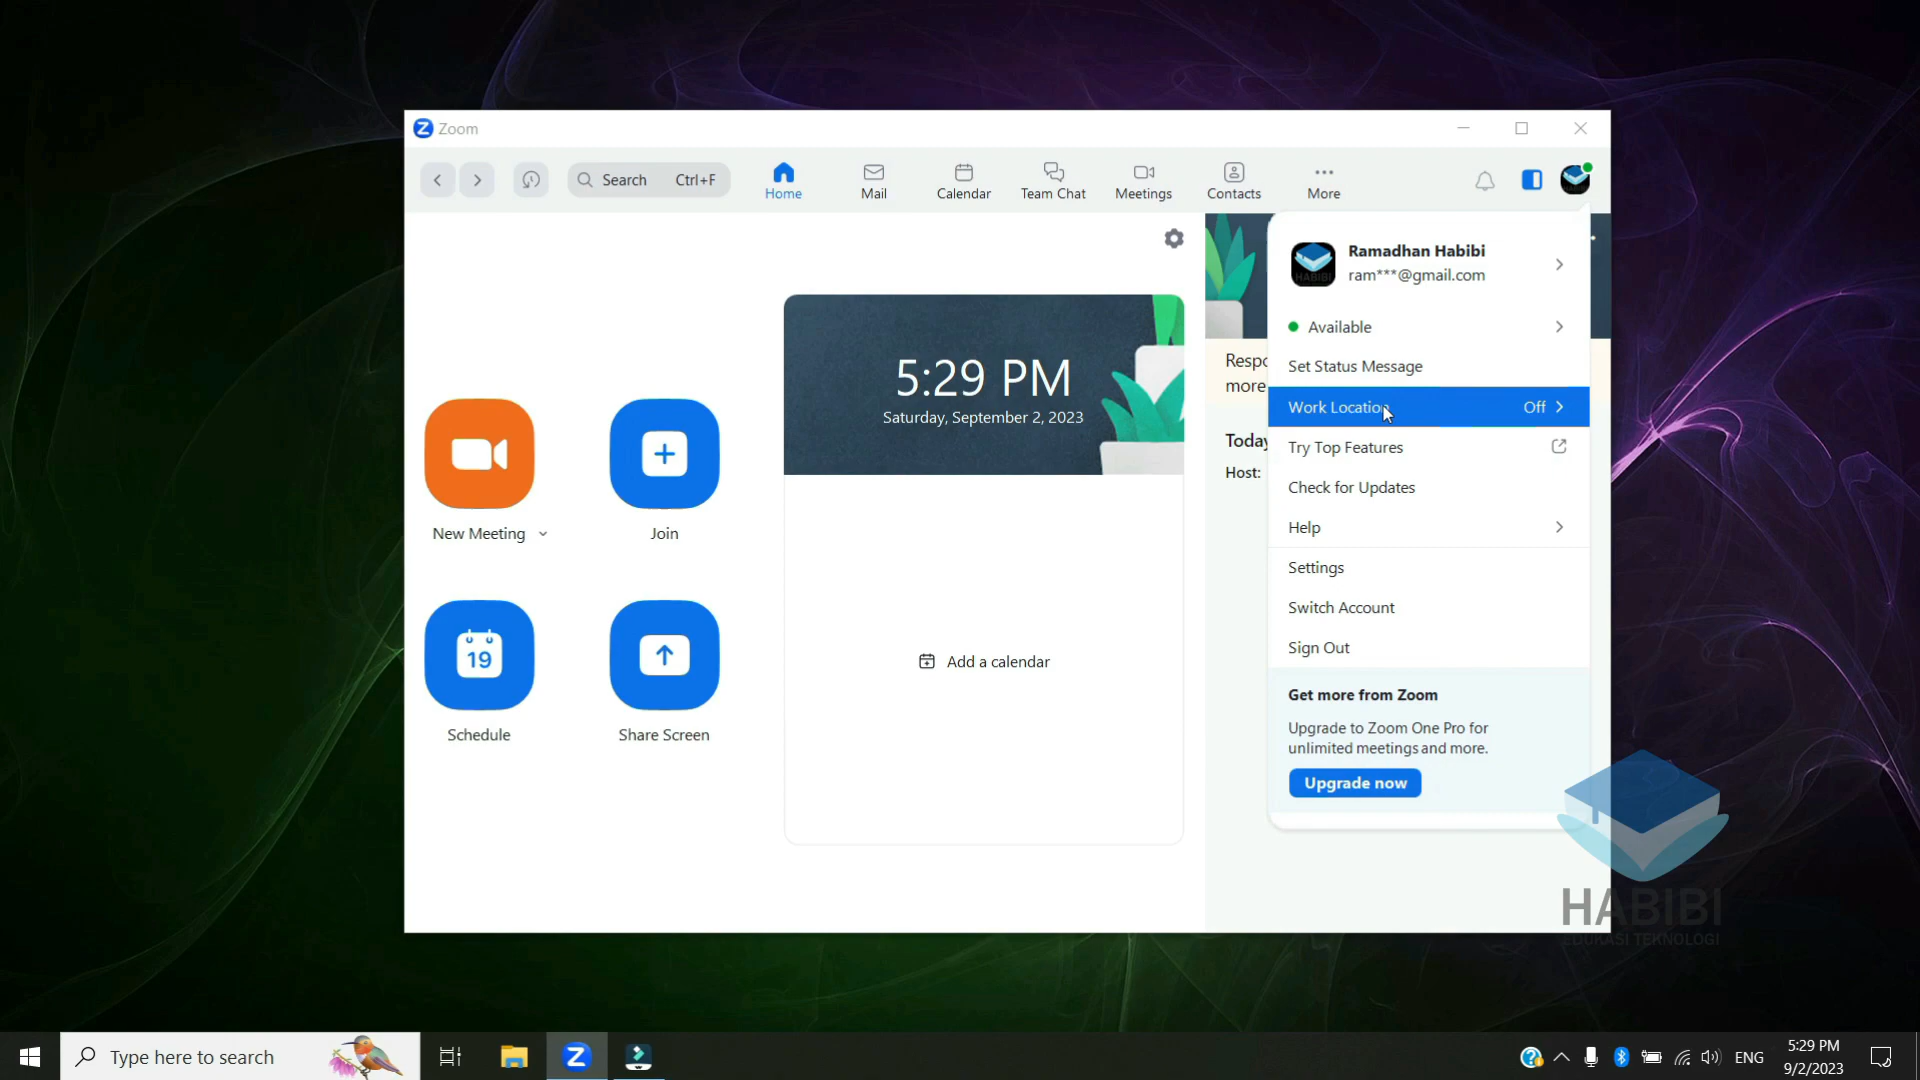 Zoom
Search Ctrl+F
Home
Mail
Calendar
Team Chat
Meetings
Contacts
More
Ramadhan Habibi
ram***@gmail.com
Available
Set Status Message
Work Location Off
Try Top Features
Check for Updates
Help
Settings
Switch Account
Sign Out
Get more from Zoom
Upgrade to Zoom One Pro for
unlimited meetings and more.
Upgrade now
5:29 PM
Saturday, September 2, 2023
Add a calendar
New Meeting
Join
19
Schedule
Share Screen
Resp
more
Today
Host:
HABIBI
EDUKASI TEKNOLOGI
Type here to search
ENG
5:29 PM
9/2/2023